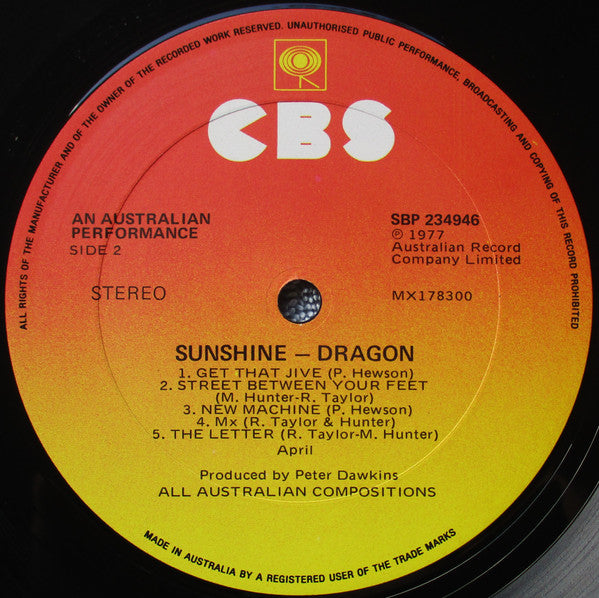 ALL RIGHTS OF THE MANUFACTURER AND OF THE OWNER OF THE RECORDED WORK RESERVED. UNAUTHORISED PUBLIC PERFORMANCE, BROADCASTING AND COPYING OF THIS RECORD PROHIBITED
CBS
AN AUSTRALIAN
PERFORMANCE
SIDE 2
STEREO
SBP 234946
℗ 1977
Australian Record
Company Limited
MX178300
SUNSHINE — DRAGON
1. GET THAT JIVE (P. Hewson)
2. STREET BETWEEN YOUR FEET
(M. Hunter-R. Taylor)
3. NEW MACHINE (P. Hewson)
4. Mx (R. Taylor & Hunter)
5. THE LETTER (R. Taylor-M. Hunter)
April
Produced by Peter Dawkins
ALL AUSTRALIAN COMPOSITIONS
MADE IN AUSTRALIA BY A REGISTERED USER OF THE TRADE MARKS